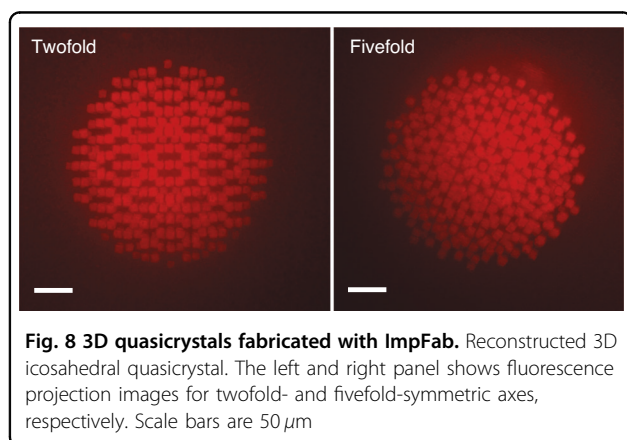 Twofold
Fivefold
Fig. 8 3D quasicrystals fabricated with ImpFab. Reconstructed 3D
icosahedral quasicrystal. The left and right panel shows fluorescence
projection images for twofold- and fivefold-symmetric axes,
respectively. Scale bars are 50 μm